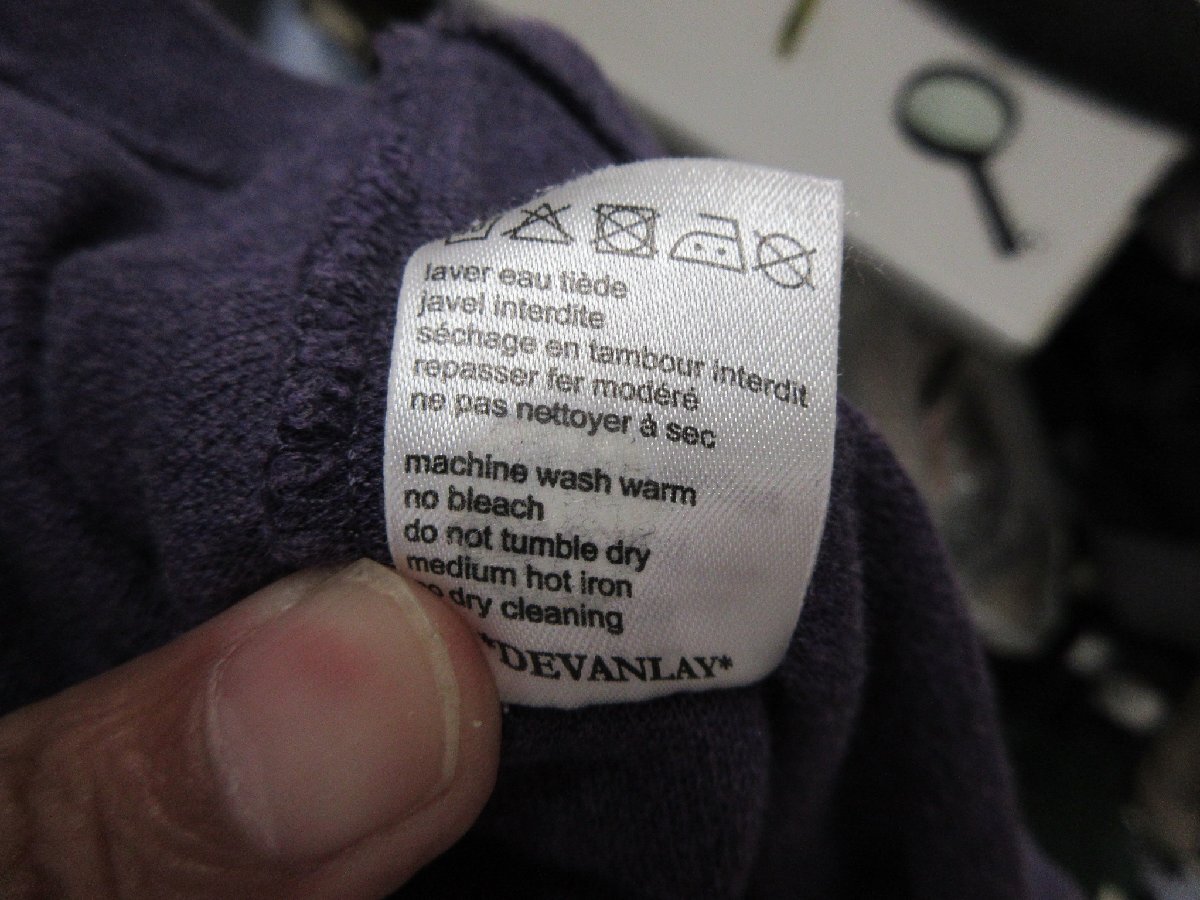 laver eau tiède
javel interdite
séchage en tambour interdit
repasser fer modéré
ne pas nettoyer à sec
machine wash warm
no bleach
do not tumble dry
medium hot iron
dry cleaning
*DEVANLAY*